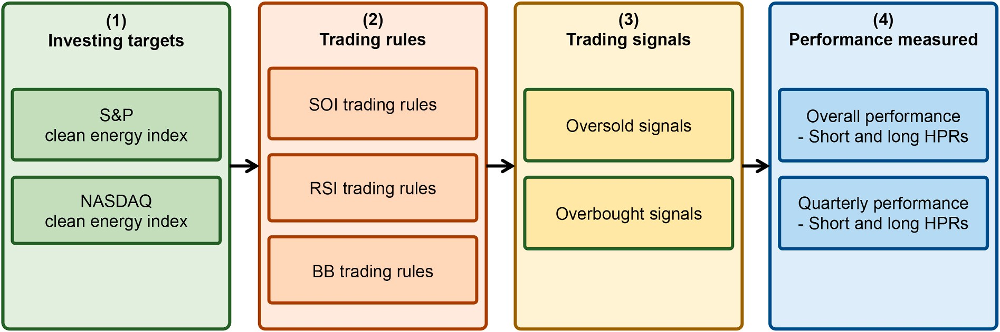 (1)
Investing targets
S&P
clean energy index
NASDAQ
clean energy index
(2)
Trading rules
SOI trading rules
RSI trading rules
BB trading rules
(3)
Trading signals
Oversold signals
Overbought signals
(4)
Performance measured
Overall performance
- Short and long HPRs
Quarterly performance
- Short and long HPRs